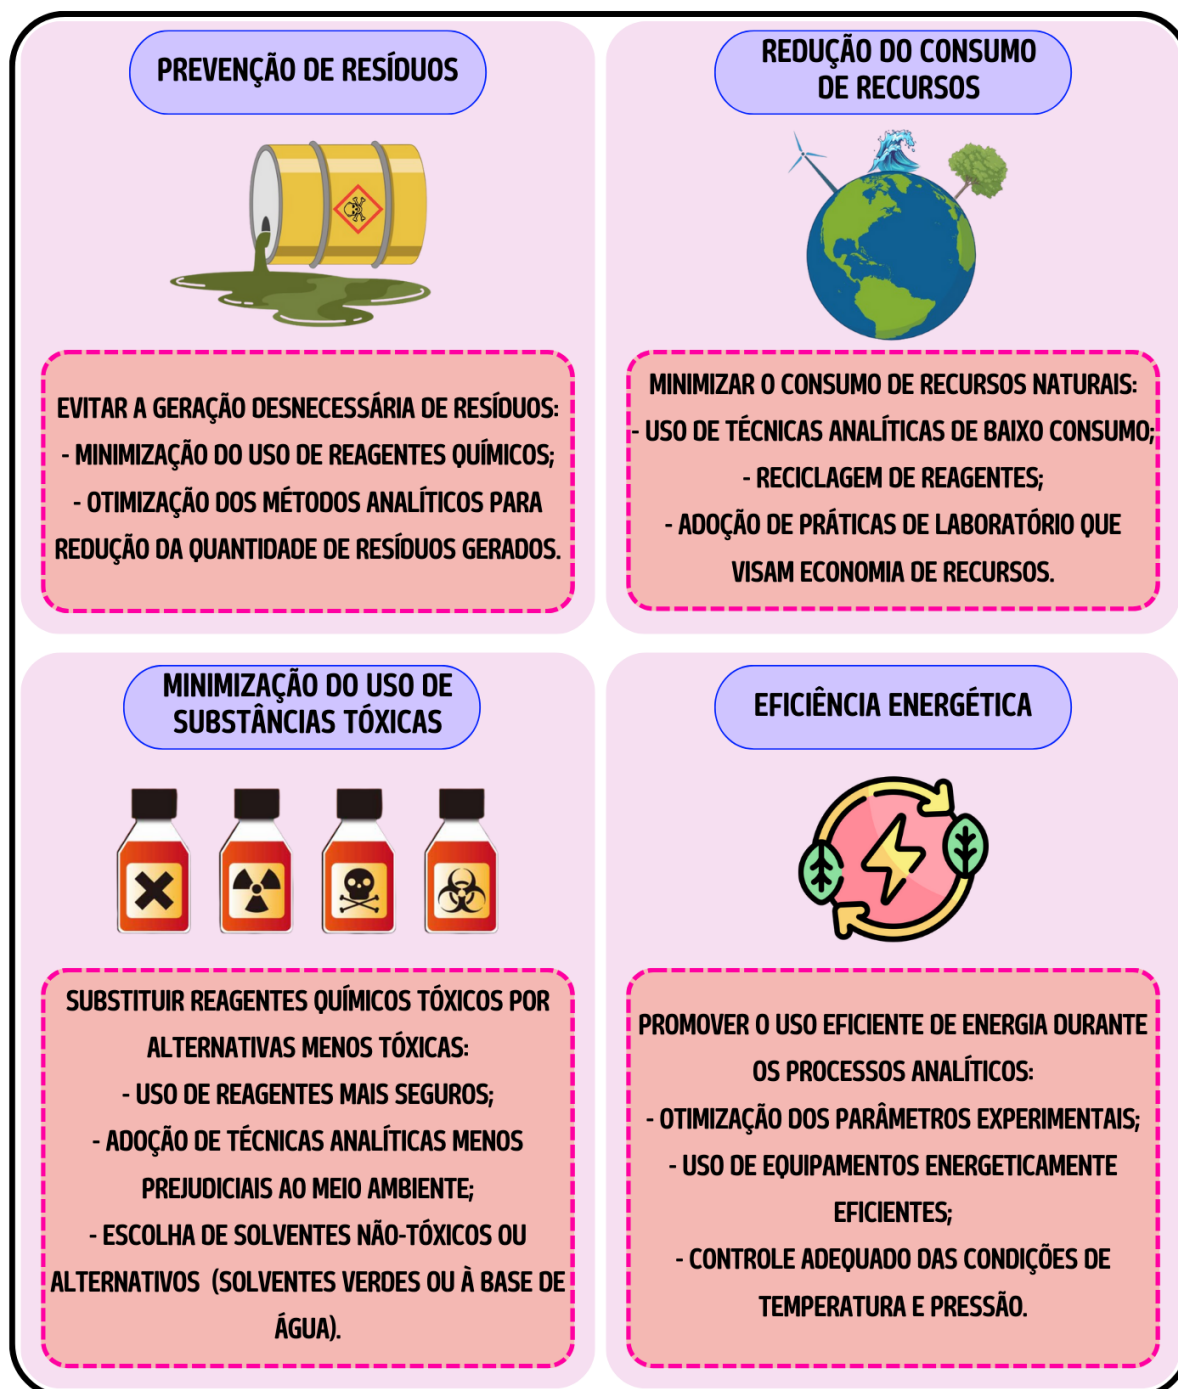 PREVENÇÃO DE RESÍDUOS
EVITAR A GERAÇÃO DESNECESSÁRIA DE RESÍDUOS:
- MINIMIZAÇÃO DO USO DE REAGENTES QUÍMICOS;
- OTIMIZAÇÃO DOS MÉTODOS ANALÍTICOS PARA
REDUÇÃO DA QUANTIDADE DE RESÍDUOS GERADOS.
REDUÇÃO DO CONSUMO
DE RECURSOS
MINIMIZAR O CONSUMO DE RECURSOS NATURAIS:
- USO DE TÉCNICAS ANALÍTICAS DE BAIXO CONSUMO;
- RECICLAGEM DE REAGENTES;
- ADOÇÃO DE PRÁTICAS DE LABORATÓRIO QUE
VISAM ECONOMIA DE RECURSOS.
MINIMIZAÇÃO DO USO DE
SUBSTÂNCIAS TÓXICAS
SUBSTITUIR REAGENTES QUÍMICOS TÓXICOS POR
ALTERNATIVAS MENOS TÓXICAS:
- USO DE REAGENTES MAIS SEGUROS;
- ADOÇÃO DE TÉCNICAS ANALÍTICAS MENOS
PREJUDICIAIS AO MEIO AMBIENTE;
- ESCOLHA DE SOLVENTES NÃO-TÓXICOS OU
ALTERNATIVOS (SOLVENTES VERDES OU À BASE DE
ÁGUA).
EFICIÊNCIA ENERGÉTICA
PROMOVER O USO EFICIENTE DE ENERGIA DURANTE
OS PROCESSOS ANALÍTICOS:
- OTIMIZAÇÃO DOS PARÂMETROS EXPERIMENTAIS;
- USO DE EQUIPAMENTOS ENERGETICAMENTE
EFICIENTES;
- CONTROLE ADEQUADO DAS CONDIÇÕES DE
TEMPERATURA E PRESSÃO.